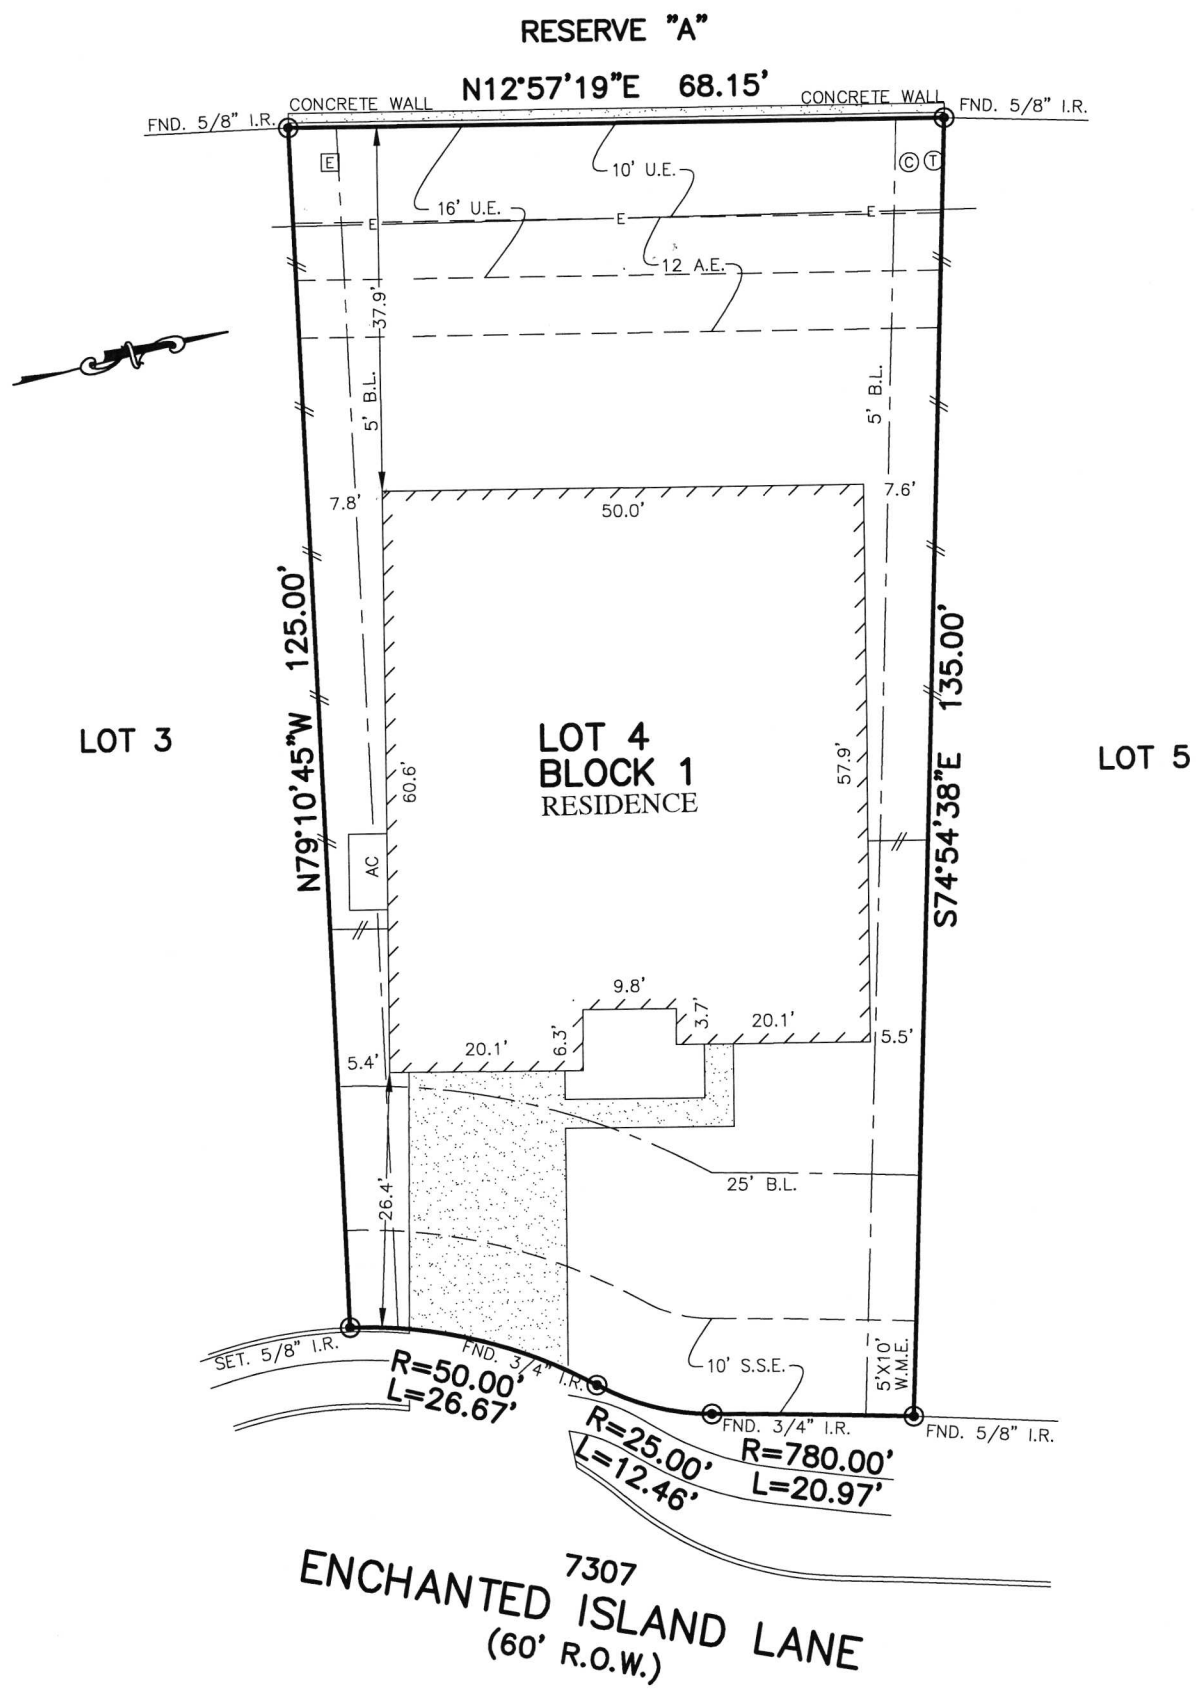 RESERVE "A"
N12°57'19"E 68.15'
CONCRETE WALL
CONCRETE WALL
FND. 5/8" I.R.
FND. 5/8" I.R.
E
C
T
10' U.E.
16' U.E.
E
E
E
12 A.E.
37.9'
5' B.L.
5' B.L.
7.8'
7.6'
50.0'
N79°10'45"W 125.00'
S74°54'38"E 135.00'
LOT 3
LOT 4
BLOCK 1
RESIDENCE
LOT 5
60.6'
57.9'
AC
9.8'
3.7'
6.3'
20.1'
20.1'
5.4'
5.5'
26.4'
25' B.L.
10' S.S.E.
5'X10'
W.M.E.
SET. 5/8" I.R.
FND. 3/4" I.R.
FND. 3/4" I.R.
FND. 5/8" I.R.
R=50.00'
L=26.67'
R=25.00'
L=12.46'
R=780.00'
L=20.97'
7307
ENCHANTED ISLAND LANE
(60' R.O.W.)